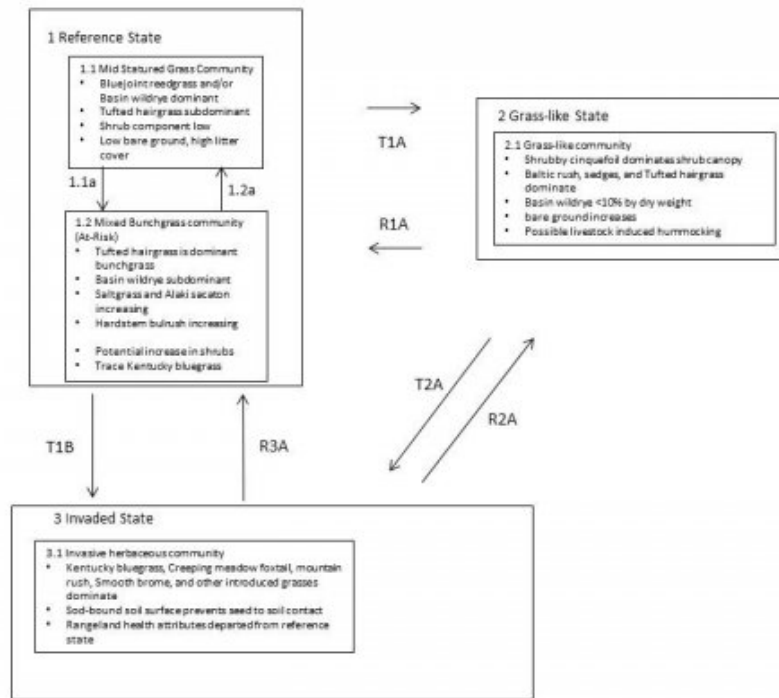 1 Reference State
1.1 Mid Statured Grass Community
• Bluejoint reedgrass and/or
Basin wildrye dominant
• Tufted hairgrass subdominant
• Shrub component low
• Low bare ground, high litter
cover
1.1a
1.2a
1.2 Mixed Bunchgrass community
(At-Risk)
• Tufted hairgrass is dominant
bunchgrass
• Basin wildrye subdominant
• Saltgrass and Alaki sacaton
increasing
• Hardstem bulrush increasing
• Potential increase in shrubs
• Trace Kentucky bluegrass
T1A
R1A
2 Grass-like State
2.1 Grass-like community
• Shrubby cinquefoil dominates shrub canopy
• Baltic rush, sedges, and Tufted hairgrass
dominate
• Basin wildrye <10% by dry weight
• bare ground increases
• Possible livestock induced hummocking
T2A
R2A
T1B
R3A
3 Invaded State
3.1 Invasive herbaceous community
• Kentucky bluegrass, Creeping meadow foxtail, mountain
rush, Smooth brome, and other introduced grasses
dominate
• Sod-bound soil surface prevents seed to soil contact
• Rangeland health attributes departed from reference
state